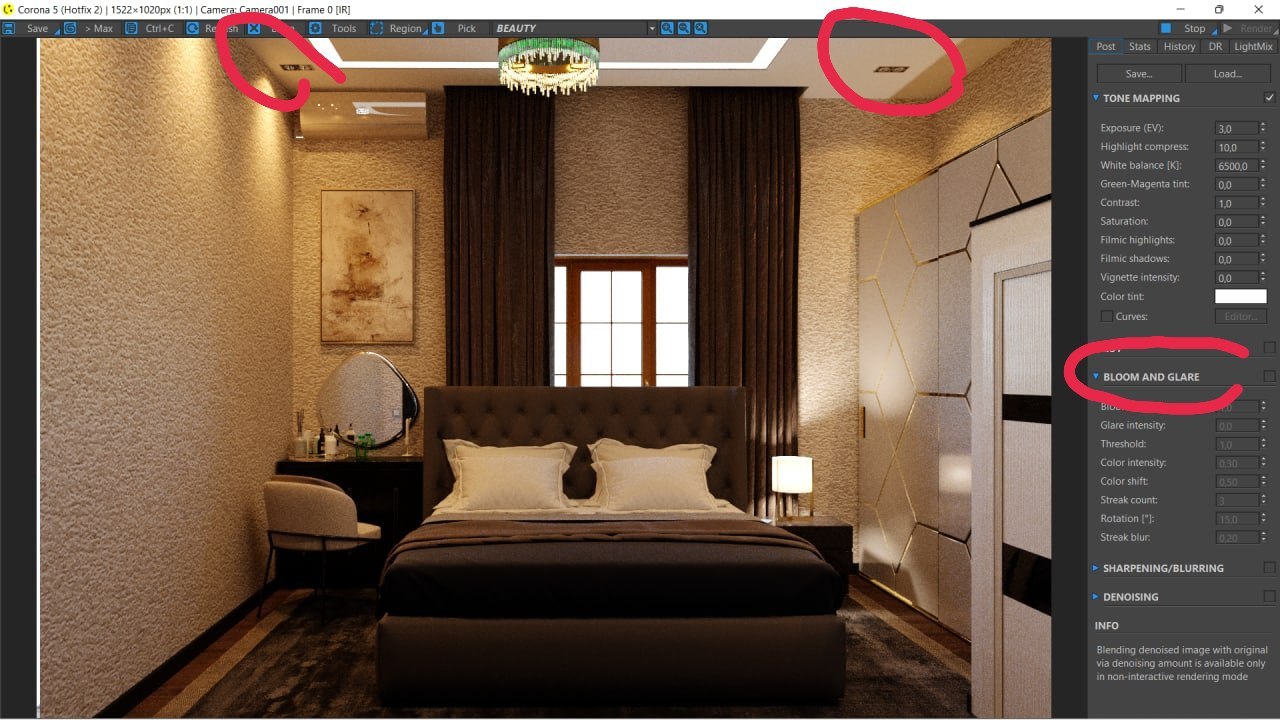 Corona 5 (Hotfix 2) | 1522×1020px (1:1) | Camera: Camera001 | Frame 0 [IR]
Save > Max Ctrl+C Tools Region Pick BEAUTY Stop Render
Post Stats History DR LightMix
Save... Load...
TONE MAPPING
Exposure (EV): 3,0
Highlight compress: 10,0
White balance [K]: 6500,0
Green-Magenta tint: 0,0
Contrast: 1,0
Saturation: 0,0
Filmic highlights: 0,0
Filmic shadows: 0,0
Vignette intensity: 0,0
Color tint:
Curves: Editor...
BLOOM AND GLARE
Glare intensity: 0,0
Threshold: 1,0
Color intensity: 0,30
Color shift: 0,50
Streak count: 3
Rotation [°]: 15,0
Streak blur: 0,20
SHARPENING/BLURRING
DENOISING
INFO
Blending denoised image with original
via denoising amount is available only
in non-interactive rendering mode